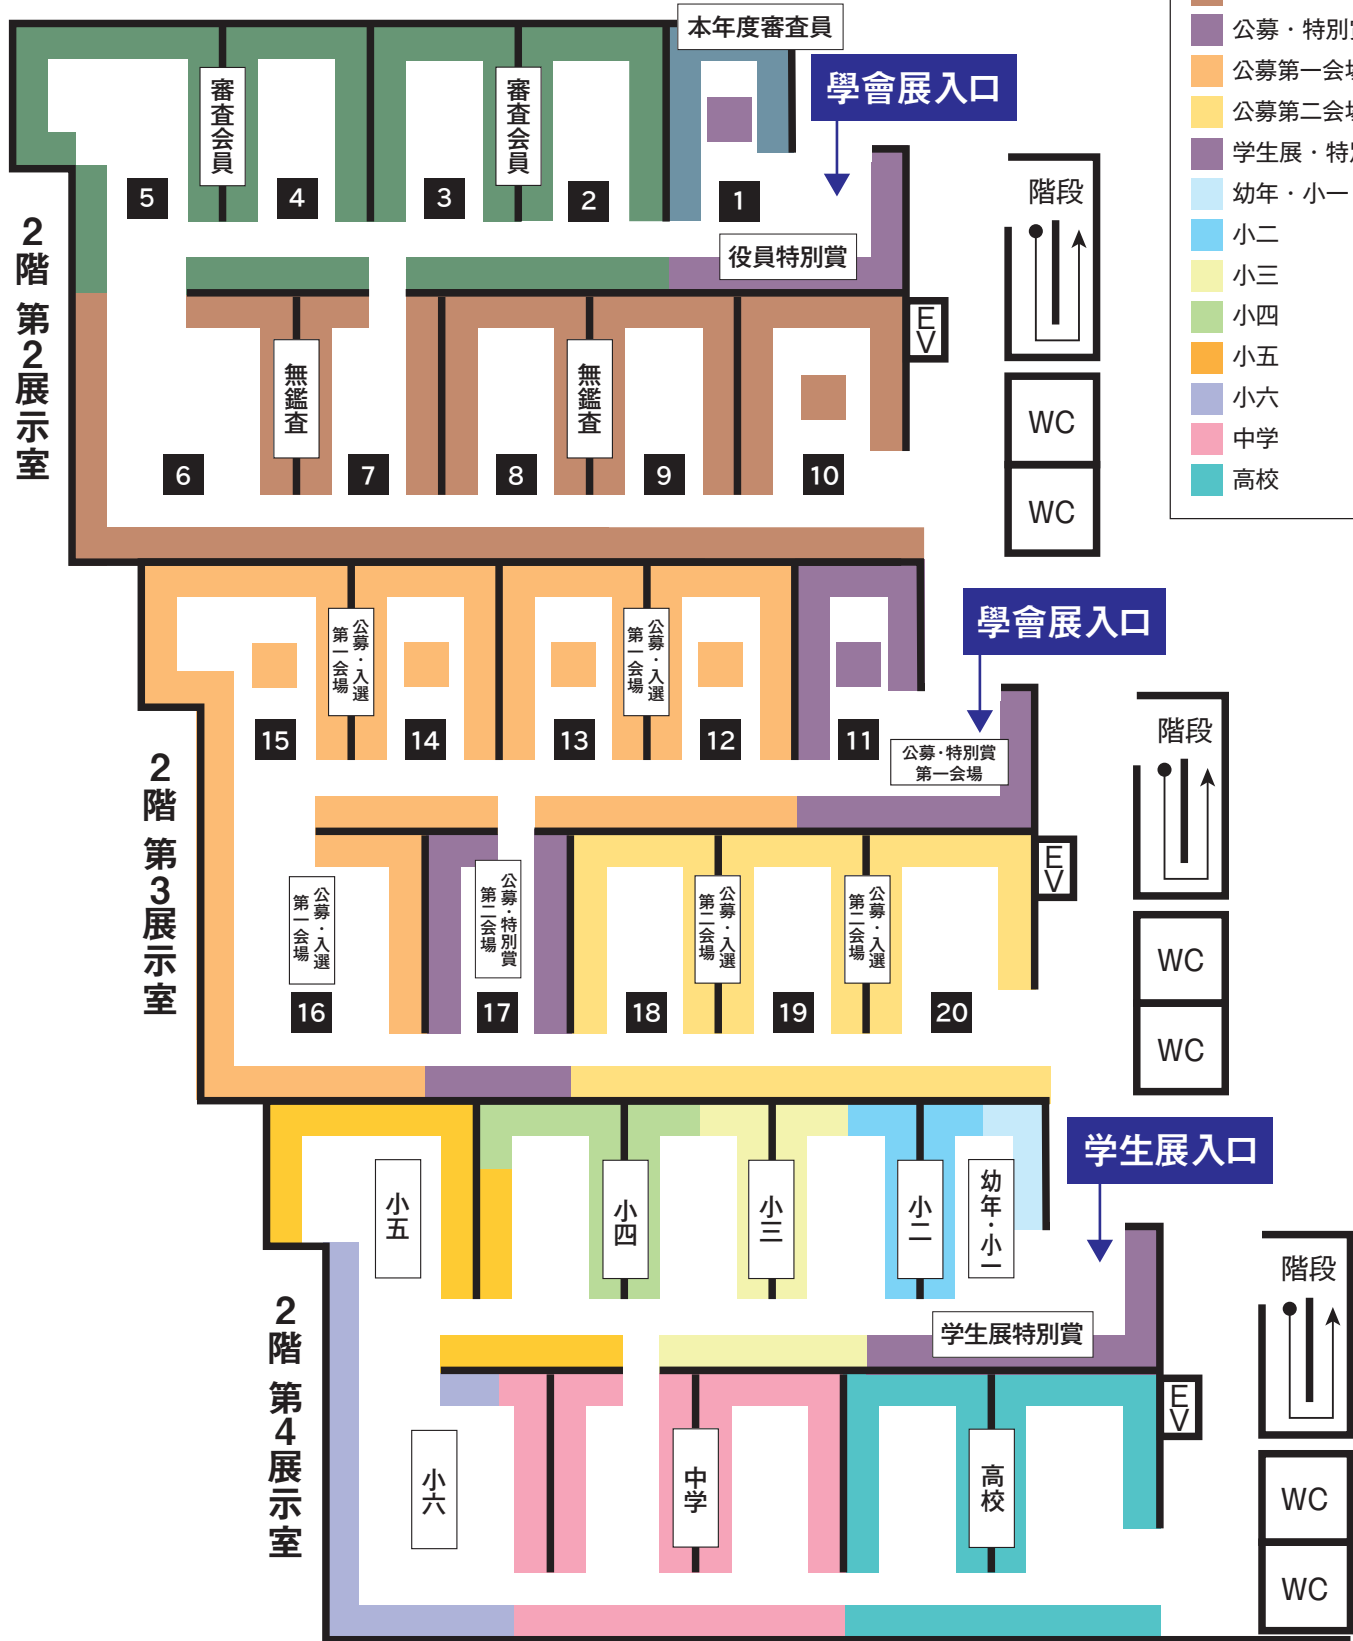 本年度審査員
學會展入口
審査会員
審査会員
5
4
3
2
1
役員特別賞
階段
EV
WC
WC
2階 第2展示室
無鑑査
無鑑査
6
7
8
9
10
公募・特別
公募第一会場
公募第二会場
学生展・特別
幼年・小一
小二
小三
小四
小五
小六
中学
高校
學會展入口
公募・入選
第一会場
公募・入選
第一会場
15
14
13
12
11
公募・特別賞
第一会場
階段
EV
WC
WC
2階 第3展示室
公募・入選
第一会場
公募・特別賞
第二会場
公募・入選
第二会場
公募・入選
第二会場
16
17
18
19
20
学生展入口
小五
小四
小三
小二
幼年・小一
学生展特別賞
階段
EV
WC
WC
2階 第4展示室
小六
中学
高校